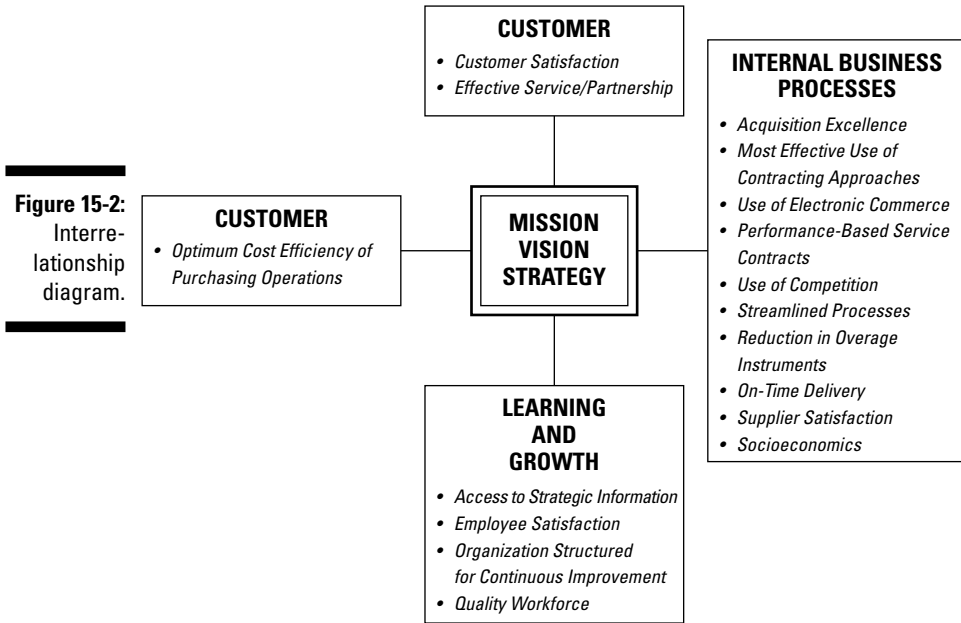 CUSTOMER
• Customer Satisfaction
• Effective Service/Partnership
INTERNAL BUSINESS
PROCESSES
• Acquisition Excellence
• Most Effective Use of
Contracting Approaches
• Use of Electronic Commerce
• Performance-Based Service
Contracts
• Use of Competition
• Streamlined Processes
• Reduction in Overage
Instruments
• On-Time Delivery
• Supplier Satisfaction
• Socioeconomics
Figure 15-2:
Interre-
lationship
diagram.
CUSTOMER
• Optimum Cost Efficiency of
Purchasing Operations
MISSION
VISION
STRATEGY
LEARNING
AND
GROWTH
• Access to Strategic Information
• Employee Satisfaction
• Organization Structured
for Continuous Improvement
• Quality Workforce